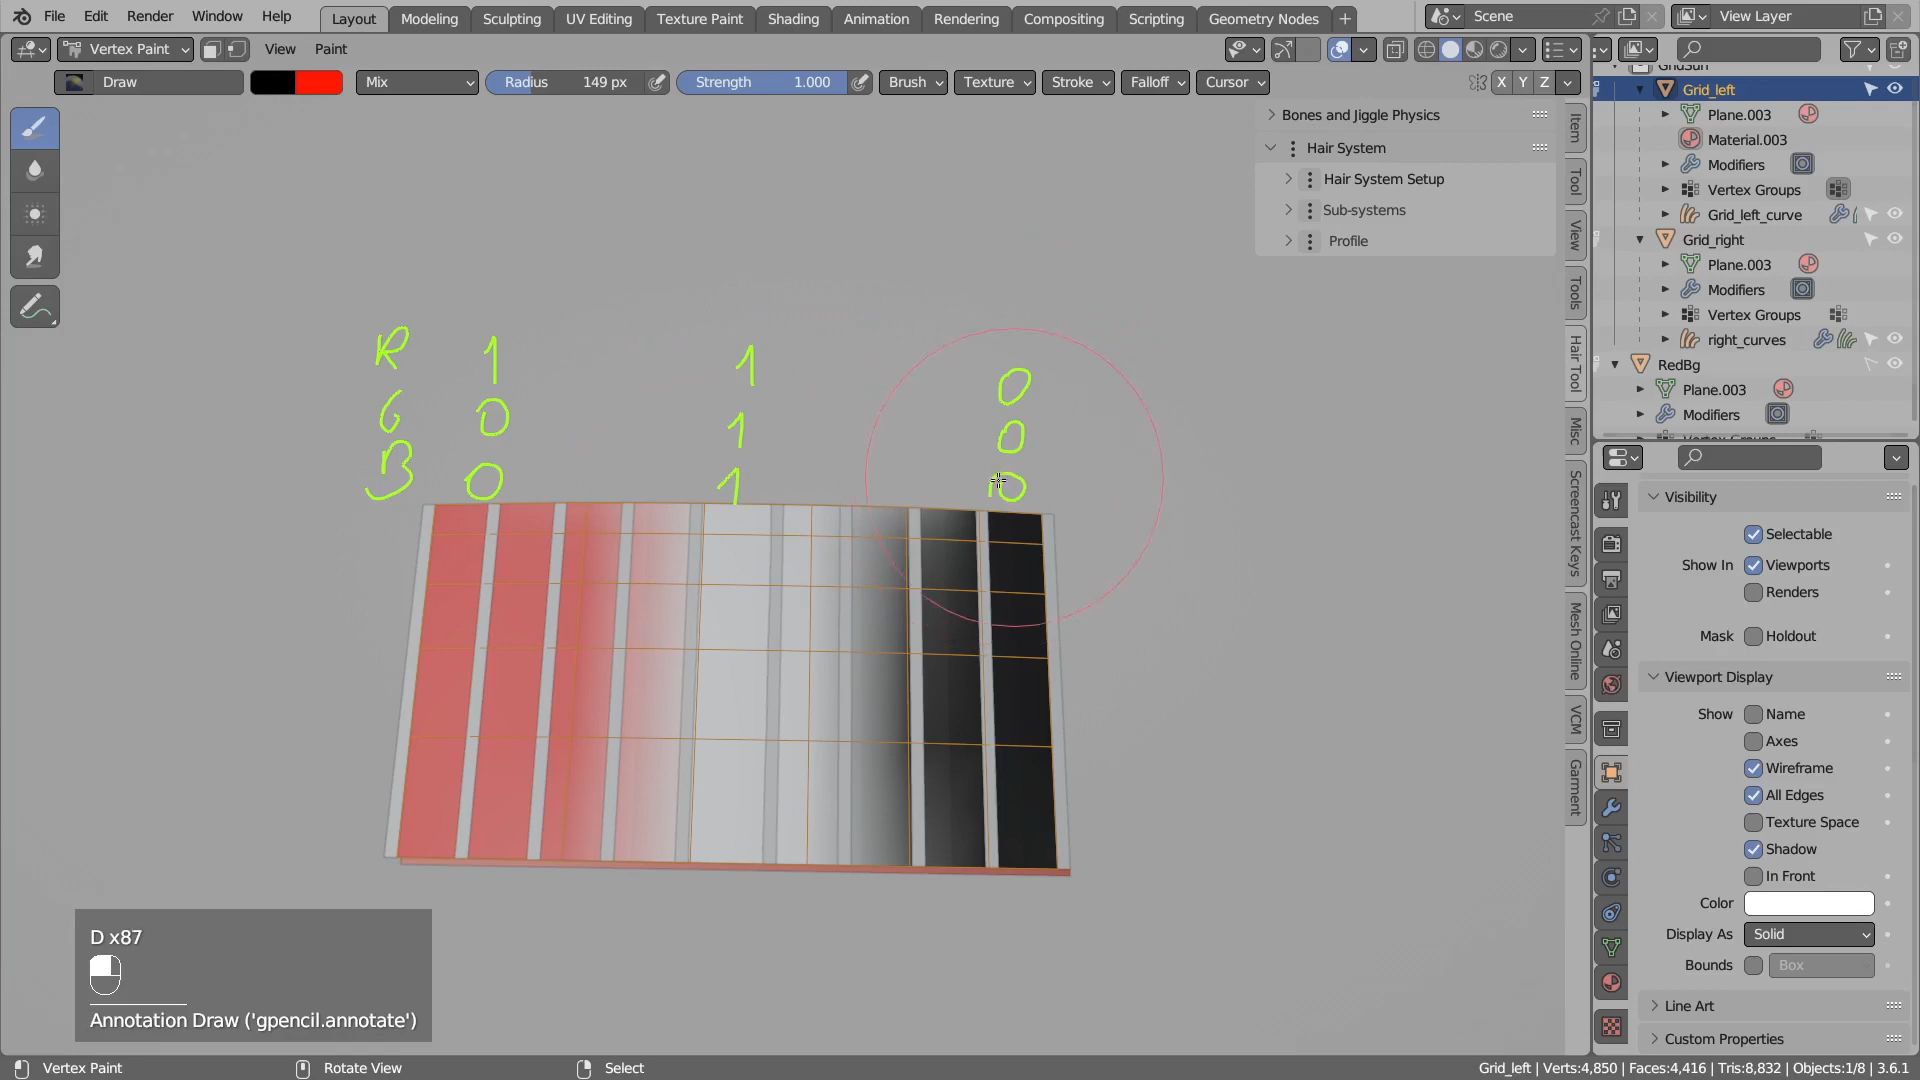 File Edit Render Window Help Layout Modeling Sculpting UV Editing Texture Paint Shading Animation Rendering Compositing Scripting Geometry Nodes + Scene View Layer
Vertex Paint View Paint
Draw Mix Radius 149 px Strength 1.000 Brush Texture Stroke Falloff Cursor X Y Z
Bones and Jiggle Physics
Hair System
Hair System Setup
Sub-systems
Profile
Item
Tool
View
Tools
Hair Tool
Misc
Screencast Keys
Mesh Online
VCM
Garment
GridSun
Grid_left
Plane.003
Material.003
Modifiers
Vertex Groups
Grid_left_curve
Grid_right
Plane.003
Modifiers
Vertex Groups
right_curves
RedBg
Plane.003
Modifiers
Vertex Groups
R 1 1 0
G 0 1 0
B 0 1 0
Visibility
Selectable
Show In Viewports
Renders
Mask Holdout
Viewport Display
Show Name
Axes
Wireframe
All Edges
Texture Space
Shadow
In Front
Color
Display As Solid
Bounds Box
Line Art
Custom Properties
D x87
Annotation Draw ('gpencil.annotate')
Vertex Paint Rotate View Select Grid_left | Verts:4,850 | Faces:4,416 | Tris:8,832 | Objects:1/8 | 3.6.1